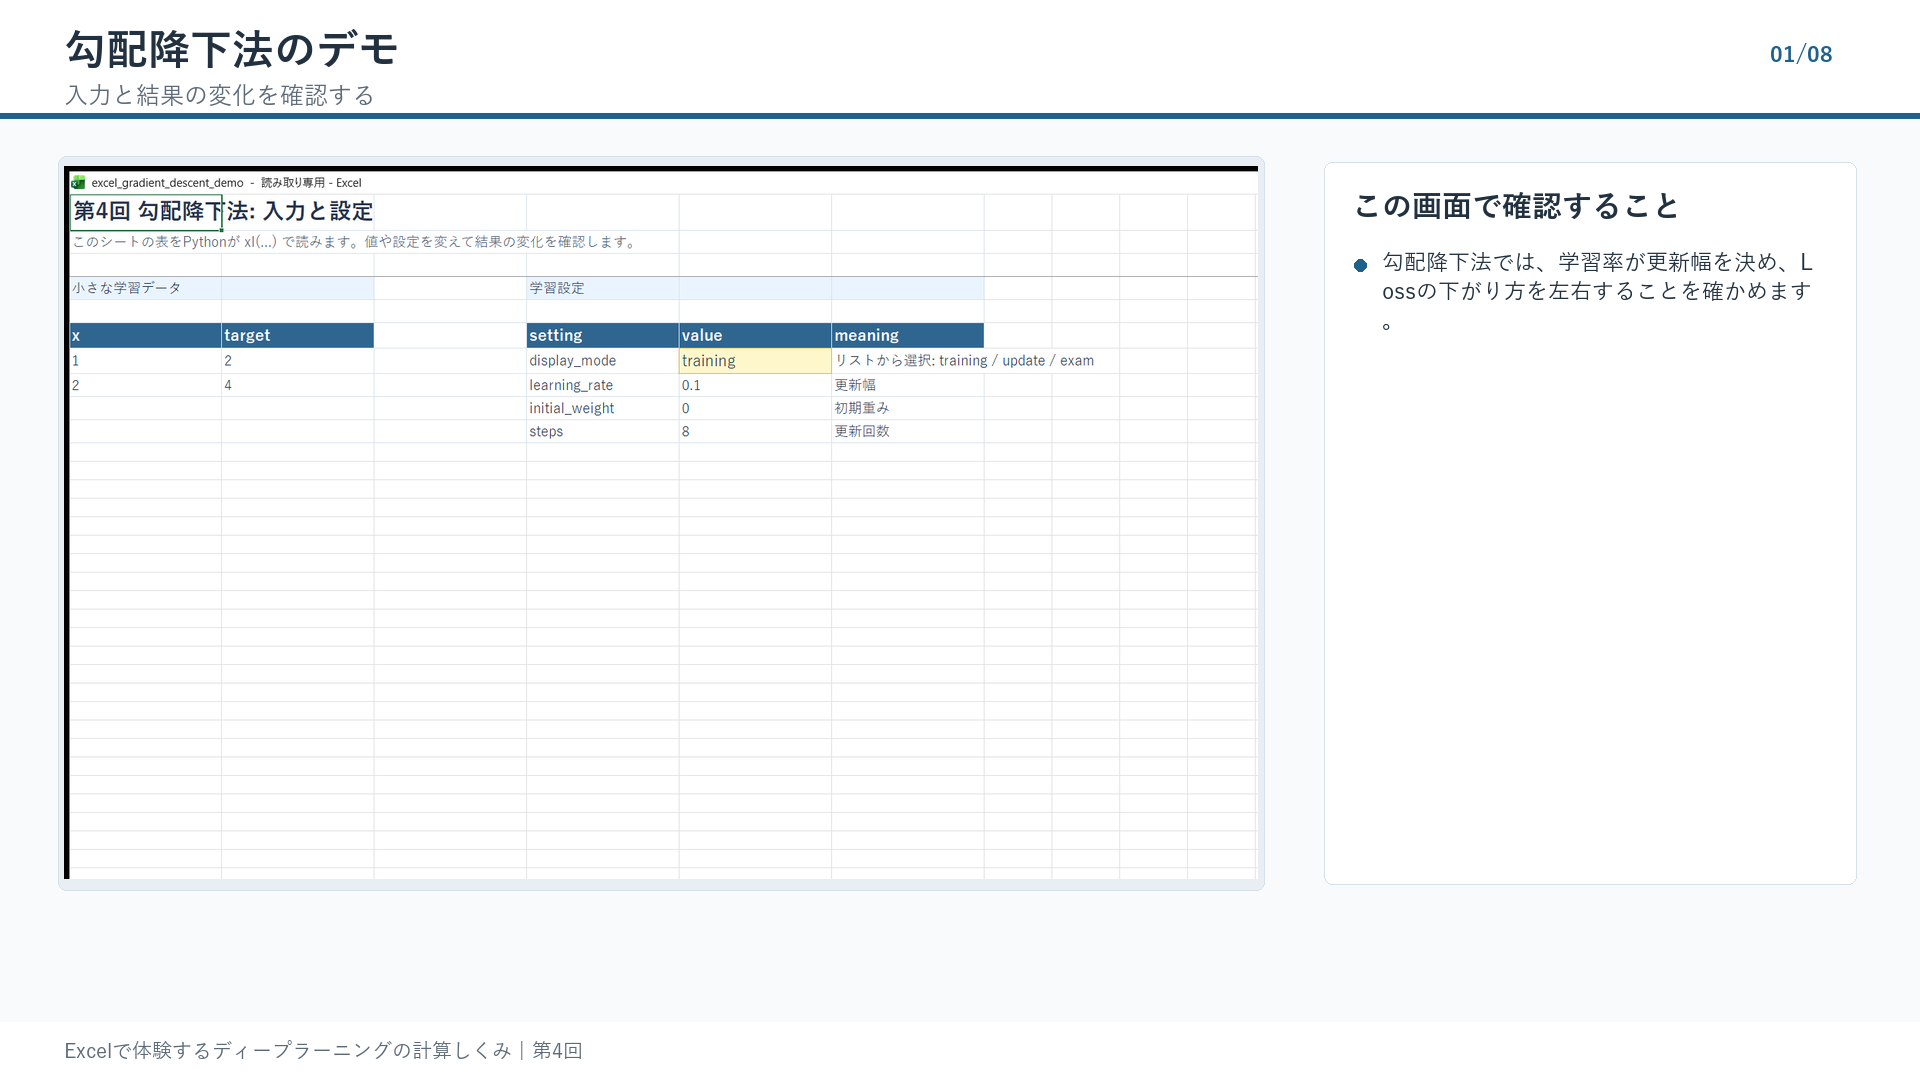 勾配降下法のデモ
01/08
入力と結果の変化を確認する
excel_gradient_descent_demo - 読み取り専用 - Excel
第4回 勾配降下法: 入力と設定
このシートの表をPythonが xl(...) で読みます。値や設定を変えて結果の変化を確認します。
小さな学習データ 学習設定
x target setting value meaning
1 2 display_mode training リストから選択: training / update / exam
2 4 learning_rate 0.1 更新幅
initial_weight 0 初期重み
steps 8 更新回数
この画面で確認すること
勾配降下法では、学習率が更新幅を決め、L
ossの下がり方を左右することを確かめます
。
Excelで体験するディープラーニングの計算しくみ｜第4回